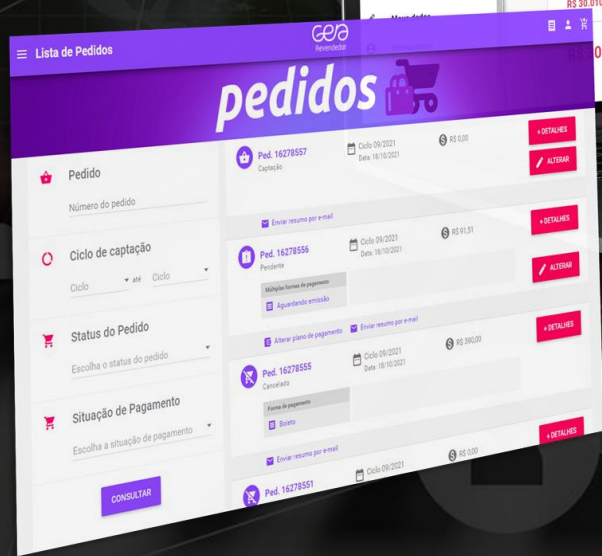 R$ 30.010
Lista de Pedidos
Gera
Revendedor
pedidos
Pedido
Número do pedido
Ciclo de captação
Ciclo até Ciclo
Status do Pedido
Escolha o status do pedido
Situação de Pagamento
Escolha a situação de pagamento
CONSULTAR
Ped. 16278557
Captação
Ciclo 09/2021
Data: 18/10/2021
R$ 0,00
+ DETALHES
ALTERAR
Enviar resumo por e-mail
Ped. 16278556
Pendente
Ciclo 09/2021
Data: 18/10/2021
R$ 91,51
+ DETALHES
ALTERAR
Múltiplas formas de pagamento
Aguardando emissão
Alterar plano de pagamento Enviar resumo por e-mail
Ped. 16278555
Cancelado
Ciclo 09/2021
Data: 18/10/2021
R$ 390,00
+ DETALHES
Forma de pagamento
Boleto
Enviar resumo por e-mail
Ped. 16278551
Ciclo 09/2021
R$ 0,00
+ DETALHES